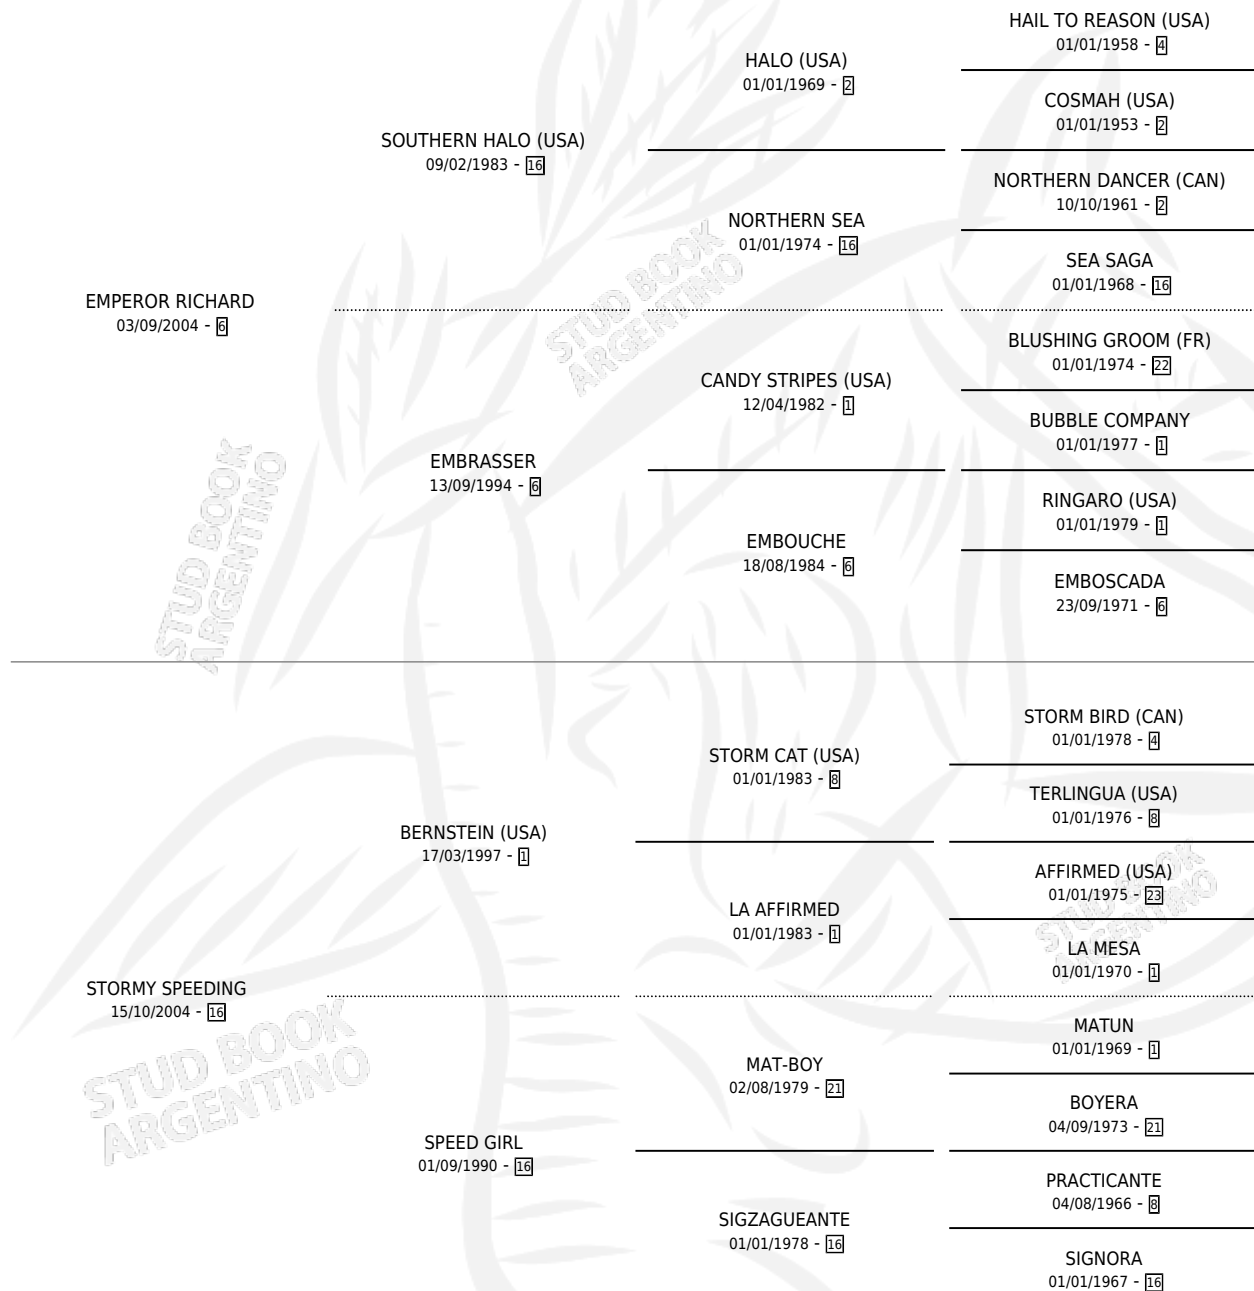 HAIL TO REASON (USA)
01/01/1958 - 4
HALO (USA)
01/01/1969 - 2
COSMAH (USA)
01/01/1953 - 2
SOUTHERN HALO (USA)
09/02/1983 - 16
NORTHERN DANCER (CAN)
10/10/1961 - 2
NORTHERN SEA
01/01/1974 - 16
SEA SAGA
01/01/1968 - 16
EMPEROR RICHARD
03/09/2004 - 6
STUD BOOK
ARGENTINO
BLUSHING GROOM (FR)
01/01/1974 - 22
CANDY STRIPES (USA)
12/04/1982 - 1
BUBBLE COMPANY
01/01/1977 - 1
EMBRASSER
13/09/1994 - 6
RINGARO (USA)
01/01/1979 - 1
EMBOUCHE
18/08/1984 - 6
EMBOSCADA
23/09/1971 - 6
STUD BOOK
ARGENTINO
STORM BIRD (CAN)
01/01/1978 - 4
STORM CAT (USA)
01/01/1983 - 8
TERLINGUA (USA)
01/01/1976 - 8
BERNSTEIN (USA)
17/03/1997 - 1
AFFIRMED (USA)
01/01/1975 - 23
LA AFFIRMED
01/01/1983 - 1
LA MESA
01/01/1970 - 1
STUD BOOK
ARGENTINO
STORMY SPEEDING
15/10/2004 - 16
STUD BOOK
ARGENTINO
MATUN
01/01/1969 - 1
MAT-BOY
02/08/1979 - 21
BOYERA
04/09/1973 - 21
SPEED GIRL
01/09/1990 - 16
PRACTICANTE
04/08/1966 - 8
SIGZAGUEANTE
01/01/1978 - 16
SIGNORA
01/01/1967 - 16